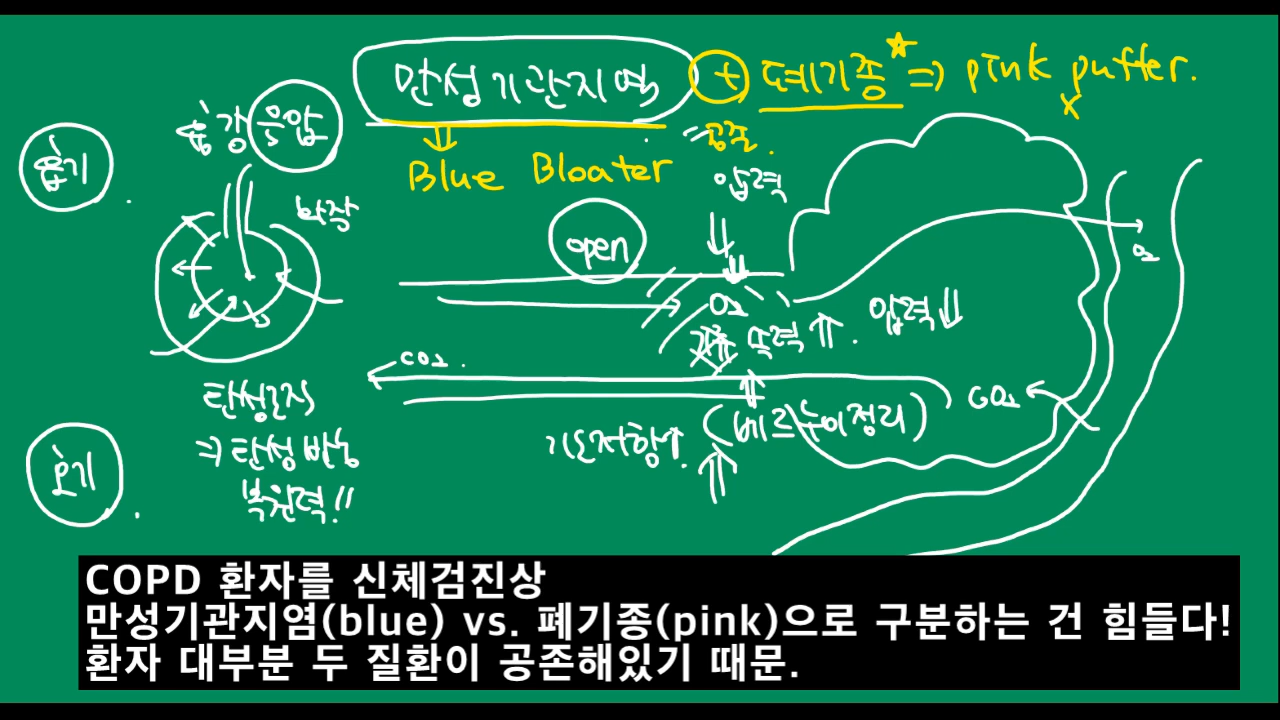 만성기관지염 + 폐기종 ⇒ pink puffer.
흉강 음압
= 공존.
흡기
Blue Bloater
압력
open
O2
O2
압력↑. 압력↓
CO2.
탄성조직
CO2
(베르누이정리)
⇒ 탄성반동
기도저항↑.
호기
복원력!!
COPD 환자를 신체검진상
만성기관지염(blue) vs. 폐기종(pink)으로 구분하는 건 힘들다!
환자 대부분 두 질환이 공존해있기 때문.